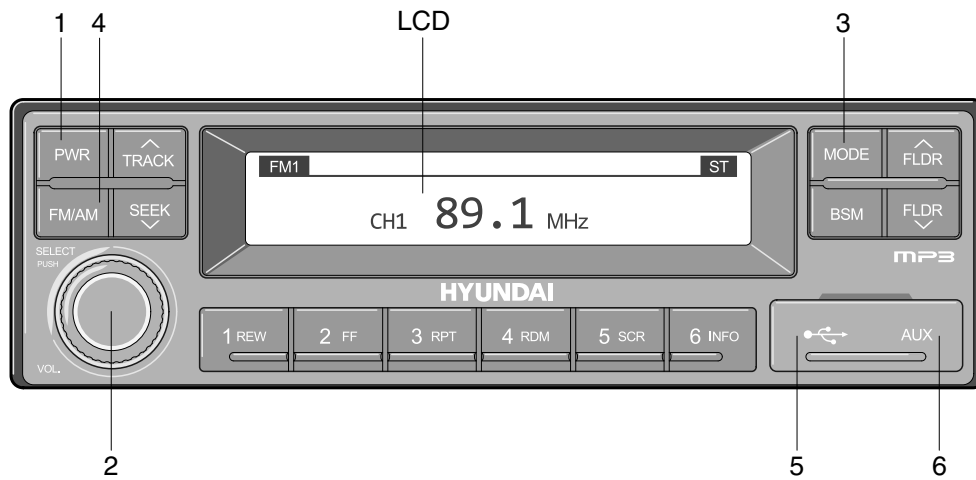 1 4 LCD 3
PWR TRACK MODE FLDR
FM1 ST
FM/AM SEEK BSM FLDR
CH1 89.1 MHz
SELECT
PUSH
MP3
HYUNDAI
1 REW 2 FF 3 RPT 4 RDM 5 SCR 6 INFO AUX
VOL.
2 5 6